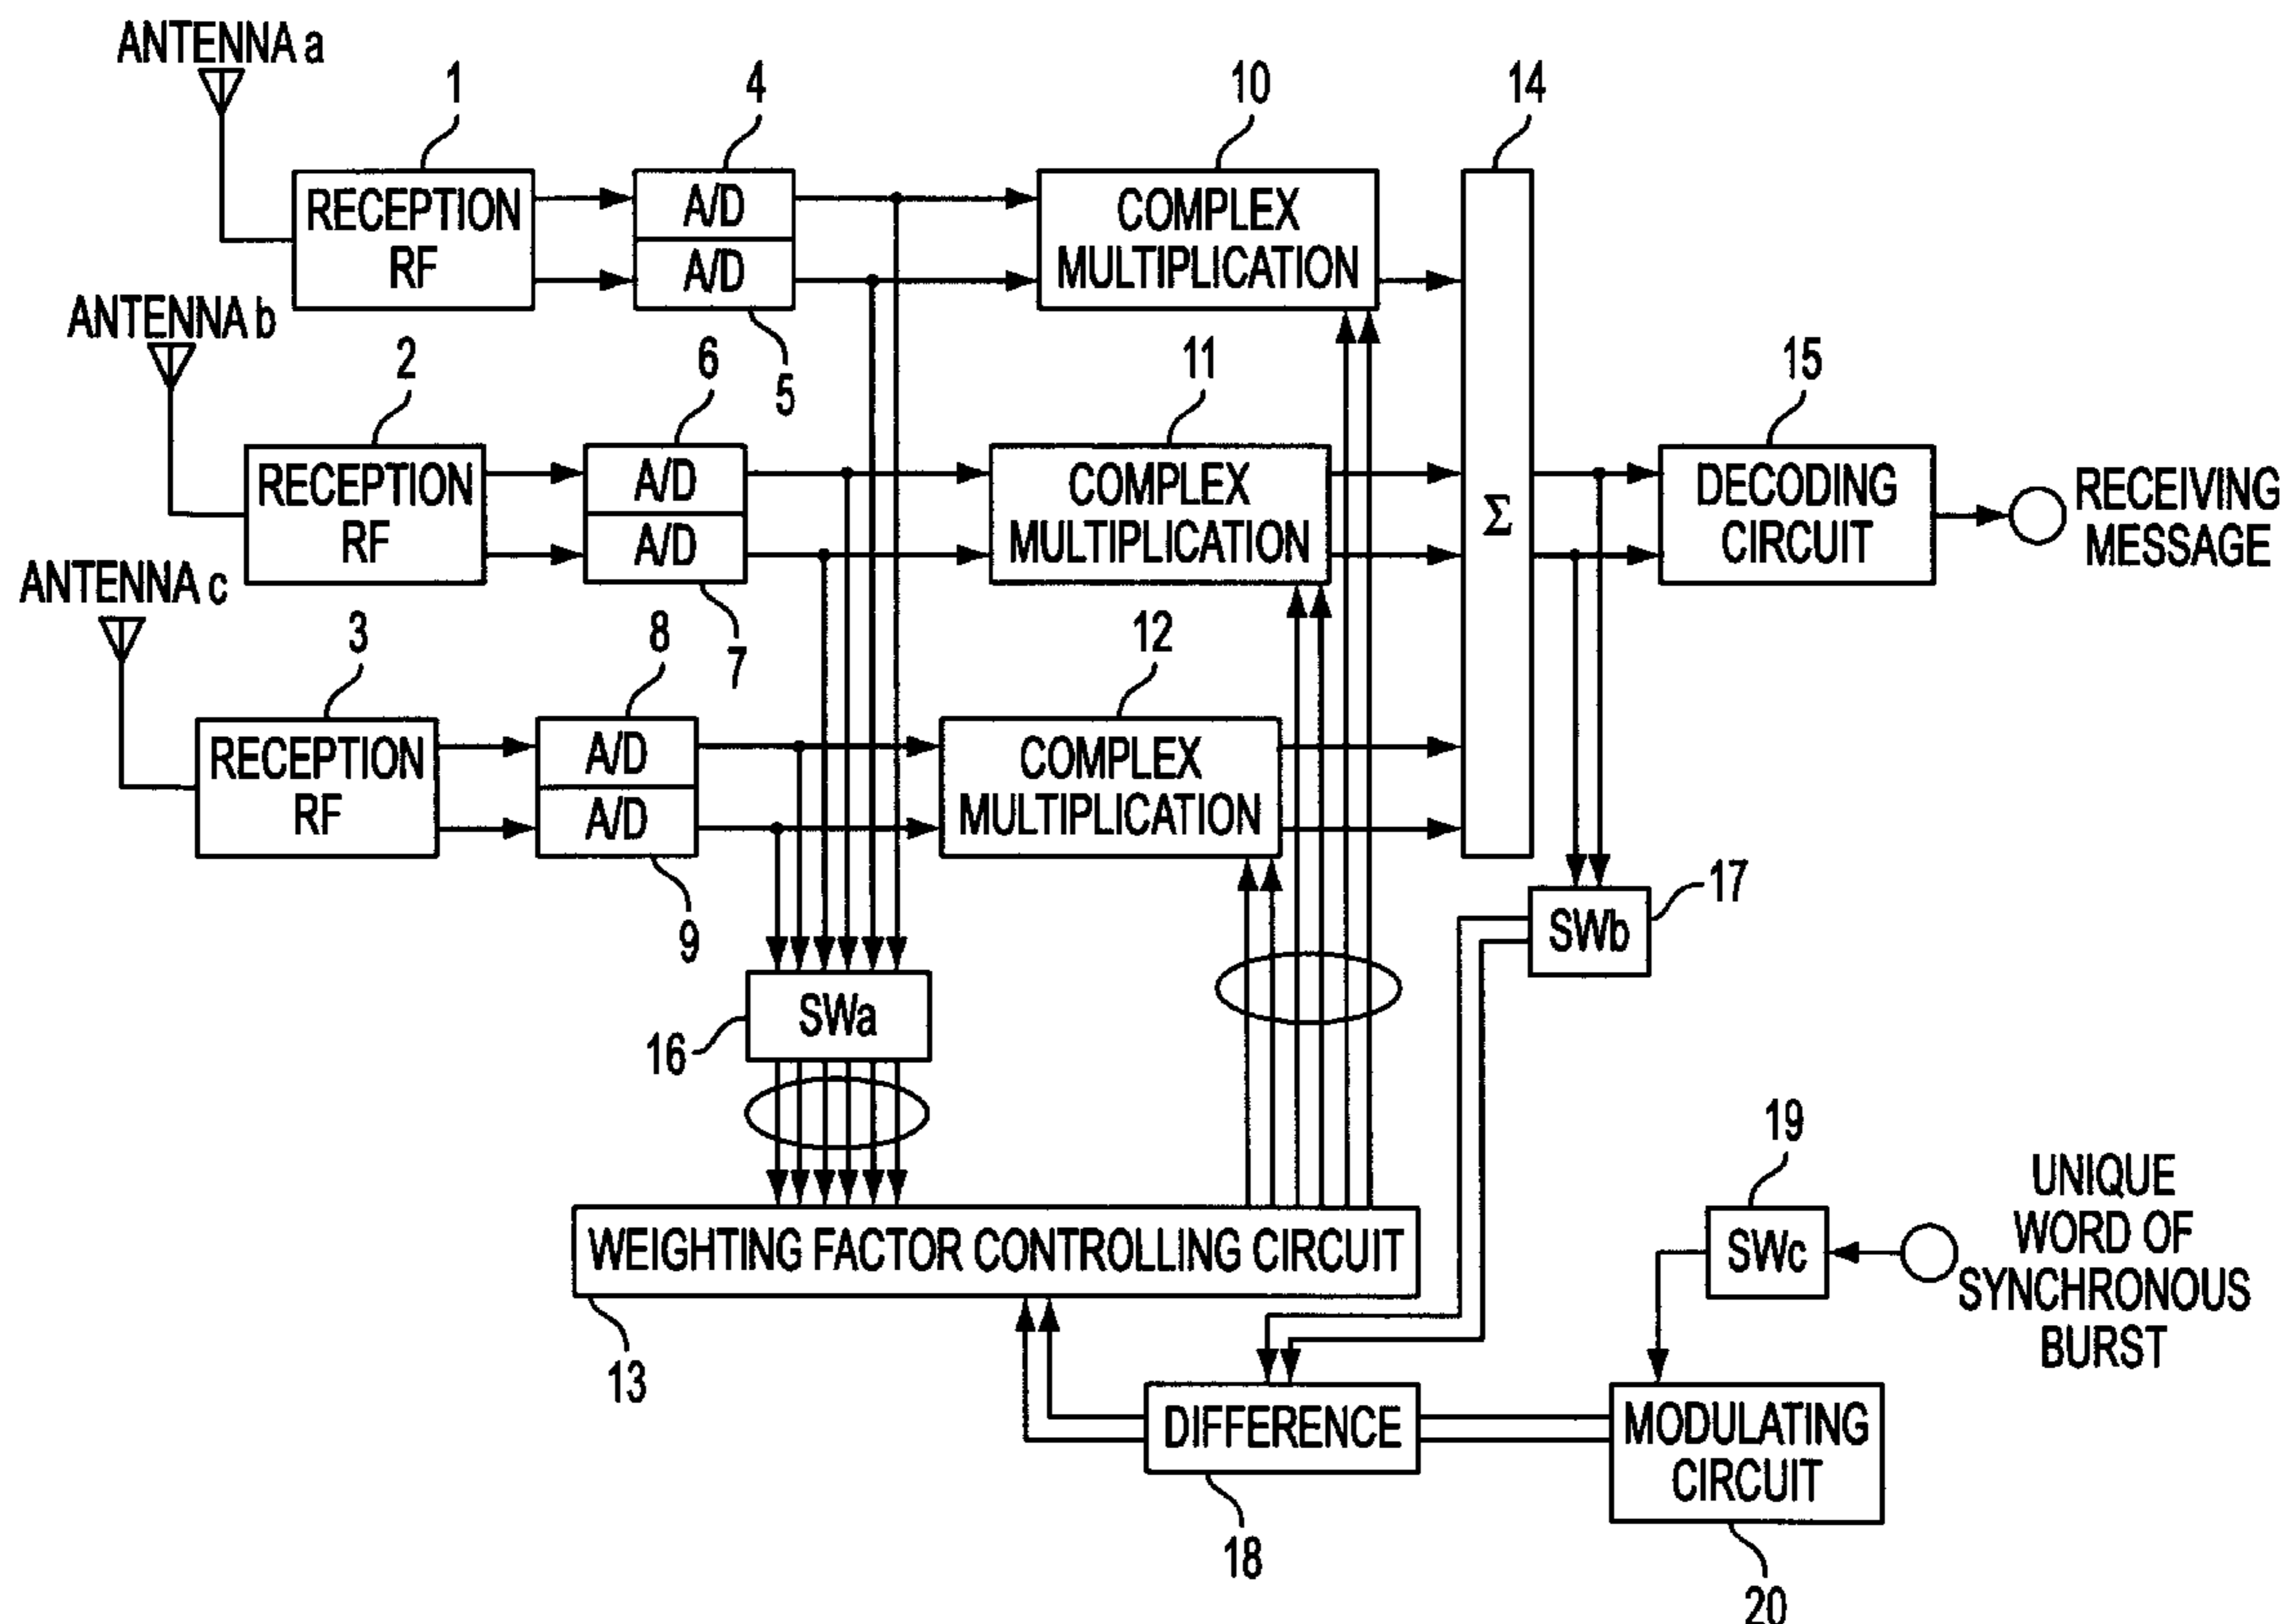 ANTENNA a
1
4
10
14
RECEPTION
RF
A/D
A/D
COMPLEX
MULTIPLICATION
5
ANTENNA b
2
6
11
15
RECEPTION
RF
A/D
A/D
COMPLEX
MULTIPLICATION
Σ
DECODING
CIRCUIT
RECEIVING
MESSAGE
7
ANTENNA c
3
8
12
RECEPTION
RF
A/D
A/D
COMPLEX
MULTIPLICATION
9
SWb
17
SWa
16
WEIGHTING FACTOR CONTROLLING CIRCUIT
13
19
SWc
UNIQUE
WORD OF
SYNCHRONOUS
BURST
DIFFERENCE
18
MODULATING
CIRCUIT
20